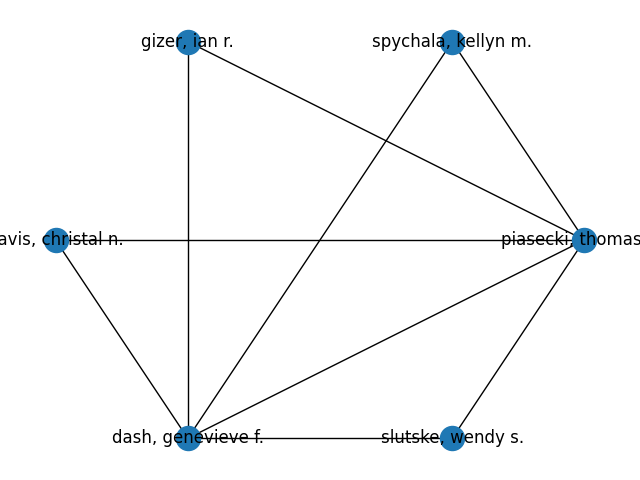 gizer, ian r.
spychala, kellyn m.
avis, christal n.
piasecki, thomas
dash, genevieve f.
slutske, wendy s.